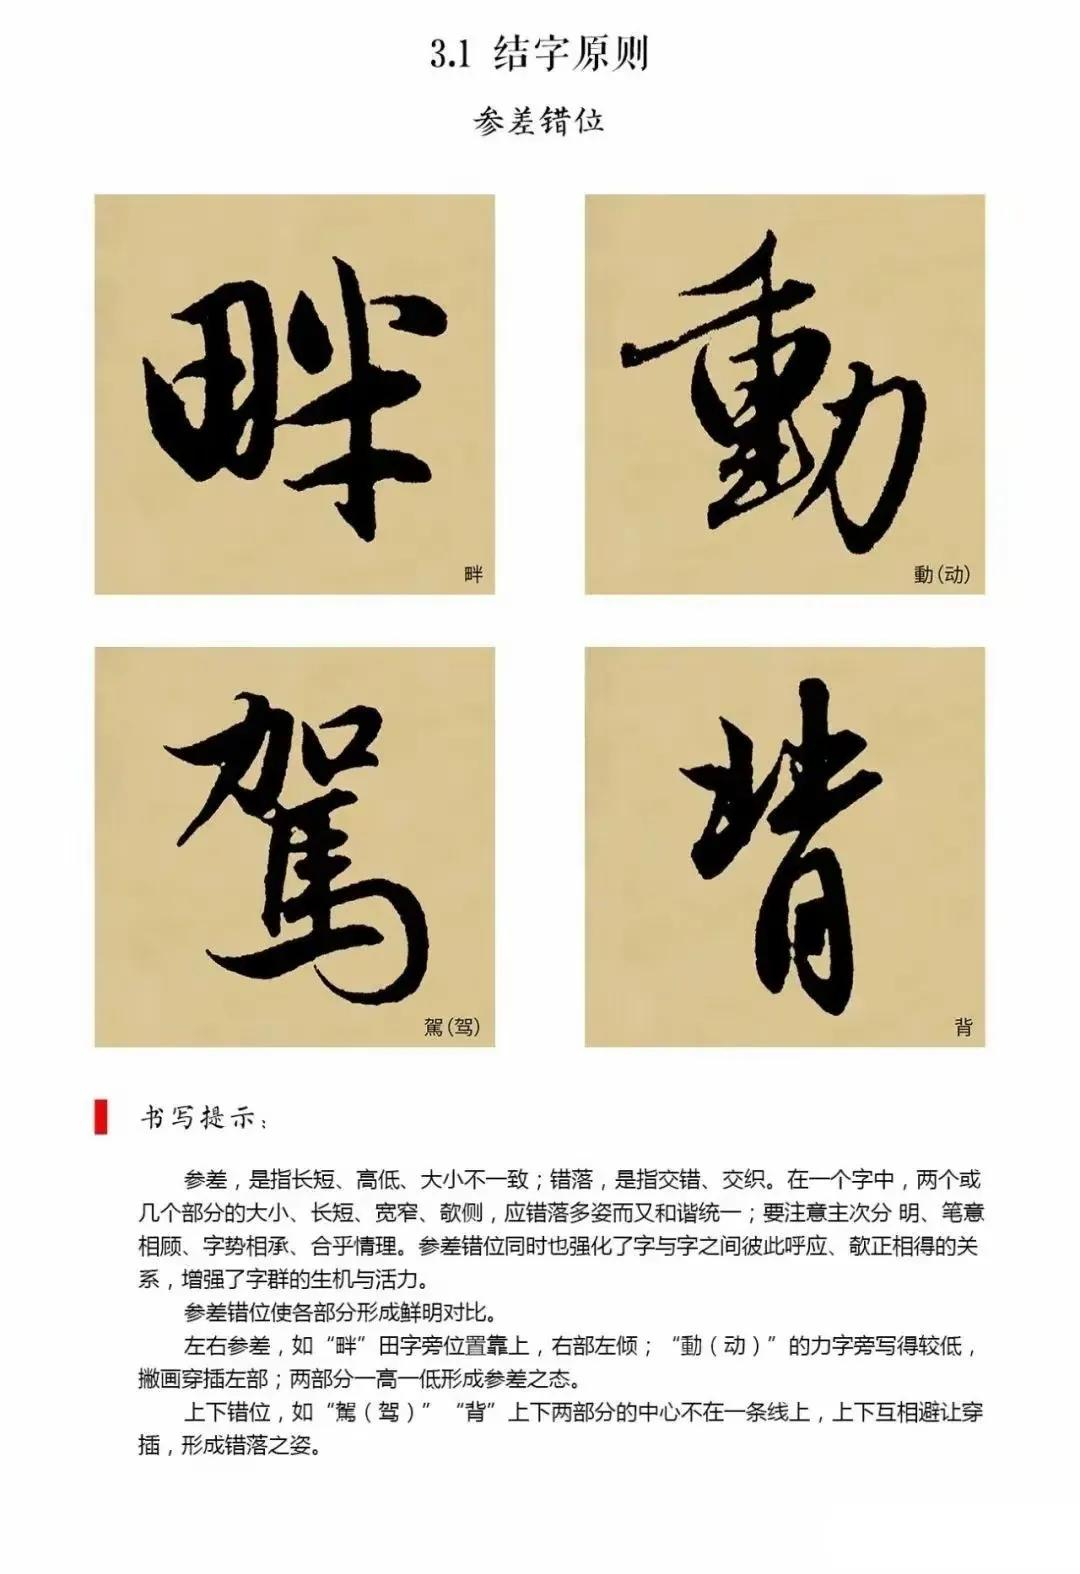 3.1 结字原则
参差错位
畔
動
畔
動(动)
駕
背
駕(驾)
背
书写提示：
参差，是指长短、高低、大小不一致；错落，是指交错、交织。在一个字中，两个或
几个部分的大小、长短、宽窄、欹侧，应错落多姿而又和谐统一；要注意主次分 明、笔意
相顾、字势相承、合乎情理。参差错位同时也强化了字与字之间彼此呼应、欹正相得的关
系，增强了字群的生机与活力。
参差错位使各部分形成鲜明对比。
左右参差，如“畔”田字旁位置靠上，右部左倾；“動（动）”的力字旁写得较低，
撇画穿插左部；两部分一高一低形成参差之态。
上下错位，如“駕（驾）”“背”上下两部分的中心不在一条线上，上下互相避让穿
插，形成错落之姿。